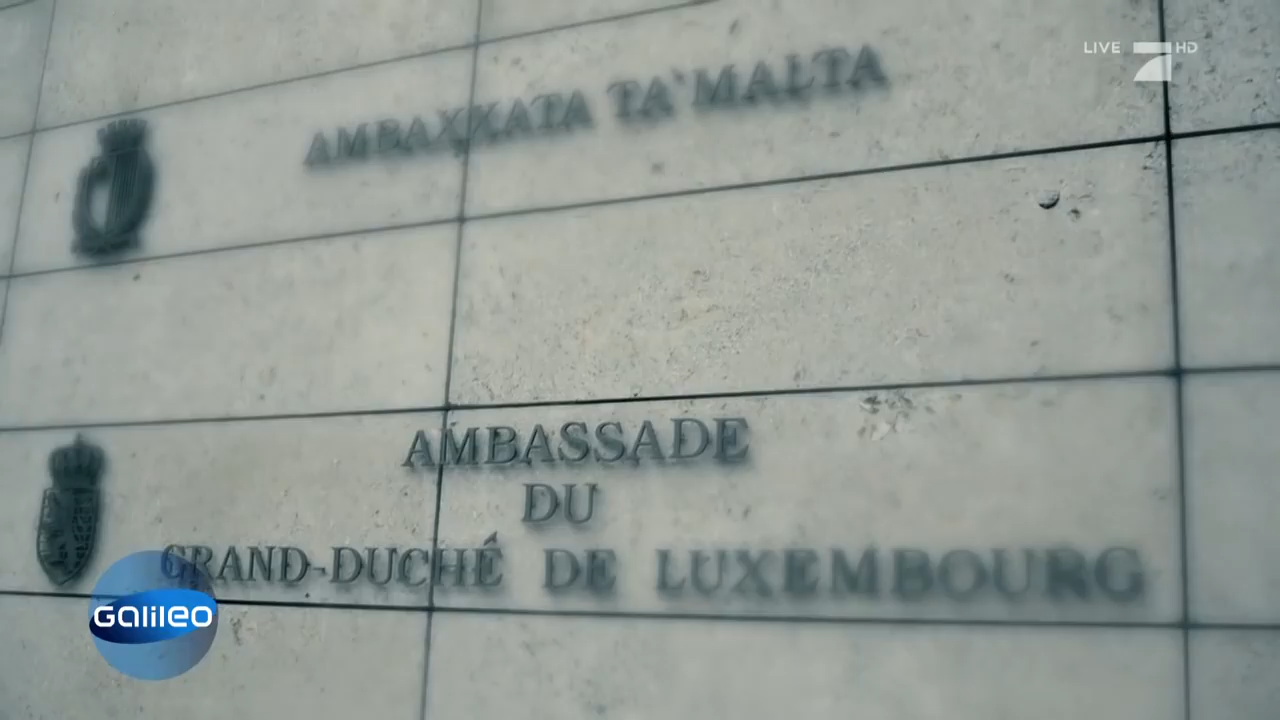 LIVE HD
AMBAXXATA TA'MALTA
AMBASSADE
DU
GRAND-DUCHÉ DE LUXEMBOURG
Galileo